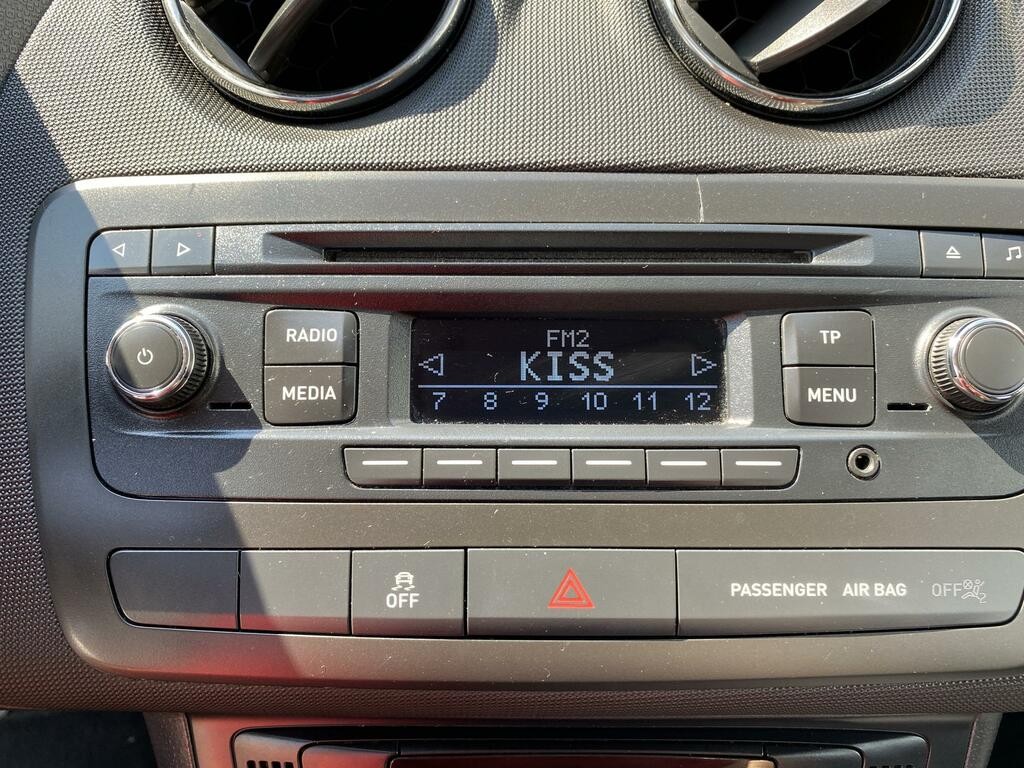 RADIO
MEDIA
FM2
KISS
7 8 9 10 11 12
TP
MENU
OFF
PASSENGER AIR BAG OFF